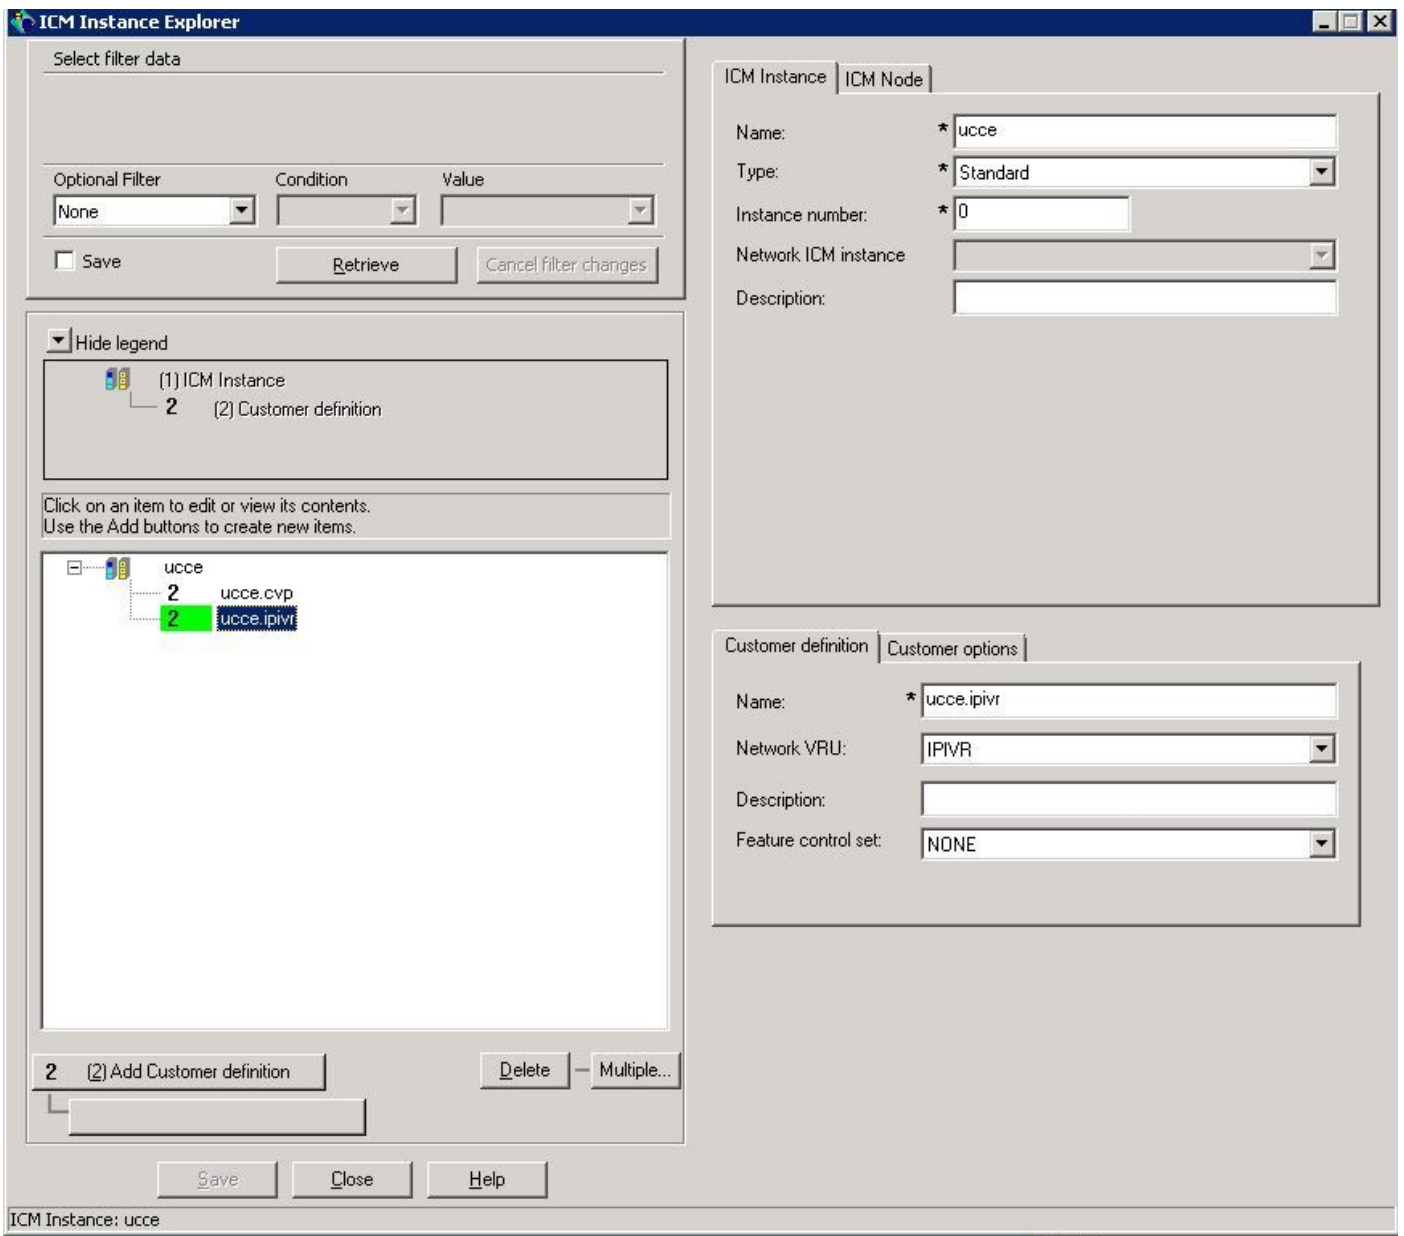 ICM Instance Explorer
Select filter data
Optional Filter Condition Value
None
Save Retrieve Cancel filter changes
Hide legend
(1) ICM Instance
2 (2) Customer definition
Click on an item to edit or view its contents.
Use the Add buttons to create new items.
ucce
2 ucce.cvp
2 ucce.ipivr
2 (2) Add Customer definition Delete Multiple...
Save Close Help
ICM Instance ICM Node
Name: * ucce
Type: * Standard
Instance number: * 0
Network ICM instance
Description:
Customer definition Customer options
Name: * ucce.ipivr
Network VRU: IPIVR
Description:
Feature control set: NONE
ICM Instance: ucce